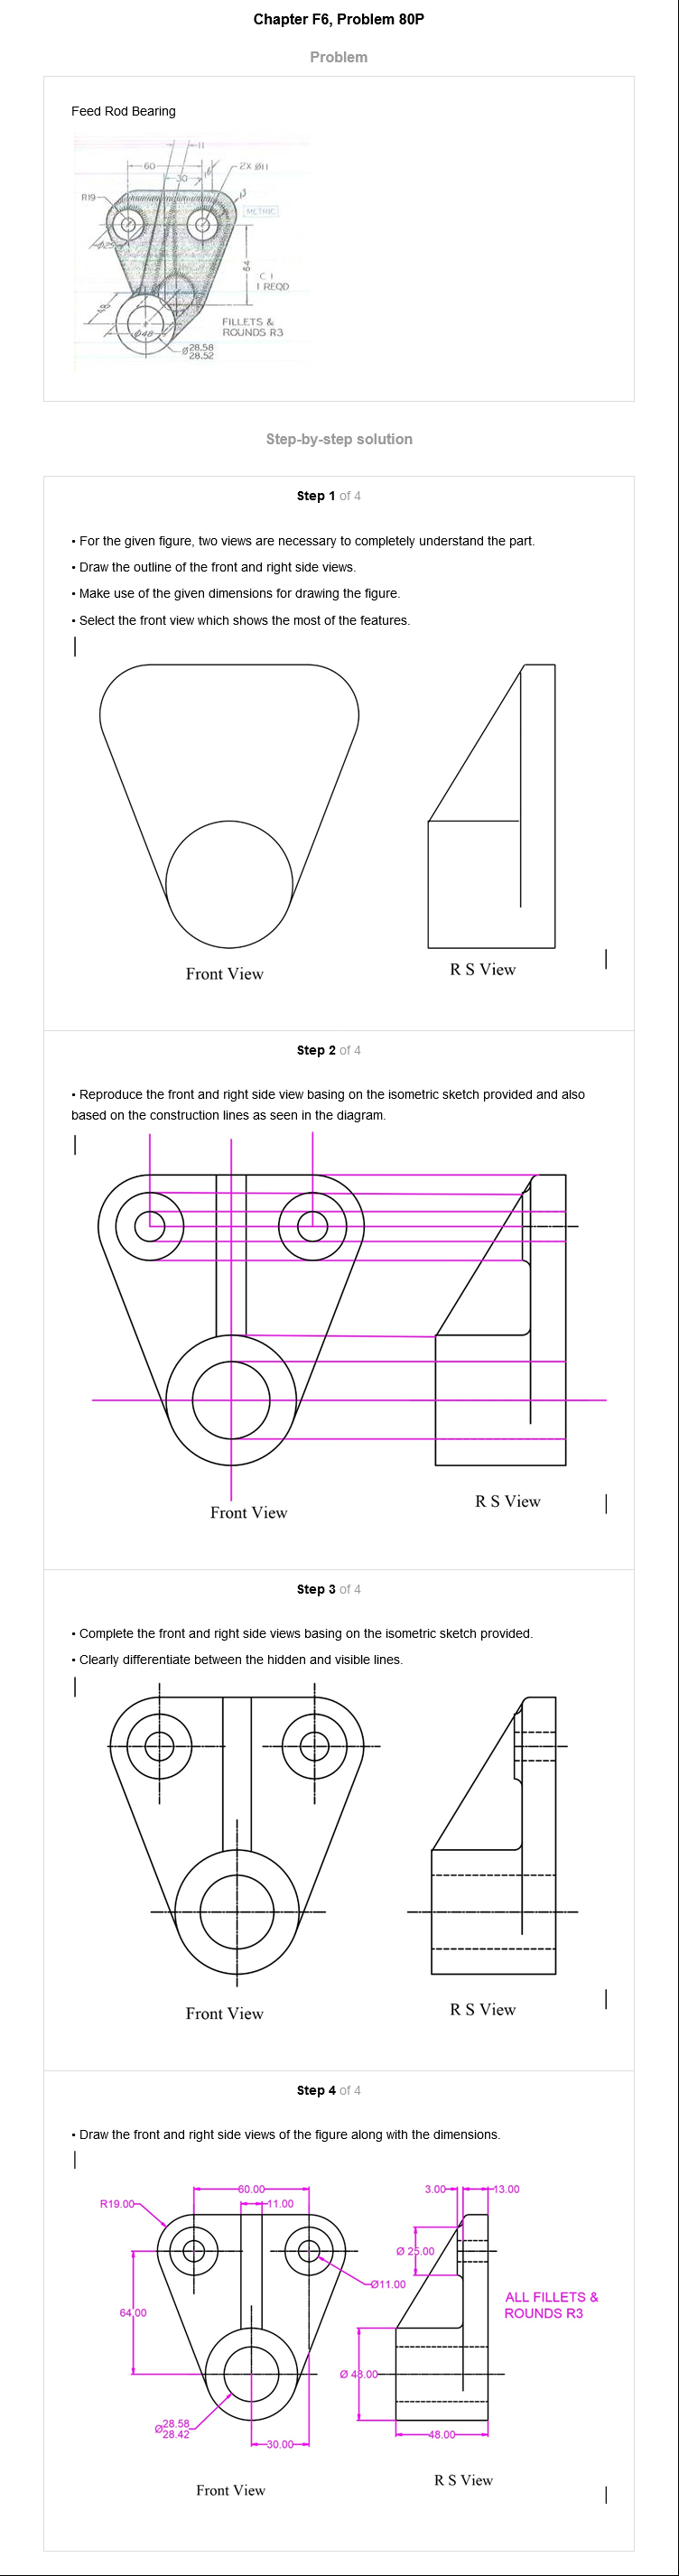 Chapter F6, Problem 80P
Problem
Feed Rod Bearing
11
60
2X Ø11
30
R19
METRIC
64
C I
1 REQD
48
FILLETS &
ROUNDS R3
Ø48
Ø28.58
28.52
Step-by-step solution
Step 1 of 4
• For the given figure, two views are necessary to completely understand the part.
• Draw the outline of the front and right side views.
• Make use of the given dimensions for drawing the figure.
• Select the front view which shows the most of the features.
Front View
R S View
Step 2 of 4
• Reproduce the front and right side view basing on the isometric sketch provided and also
based on the construction lines as seen in the diagram.
Front View
R S View
Step 3 of 4
• Complete the front and right side views basing on the isometric sketch provided.
• Clearly differentiate between the hidden and visible lines.
Front View
R S View
Step 4 of 4
• Draw the front and right side views of the figure along with the dimensions.
60.00
3.00
13.00
R19.00
11.00
Ø 25.00
Ø11.00
ALL FILLETS &
ROUNDS R3
64.00
Ø 48.00
Ø28.58
28.42
48.00
30.00
Front View
R S View